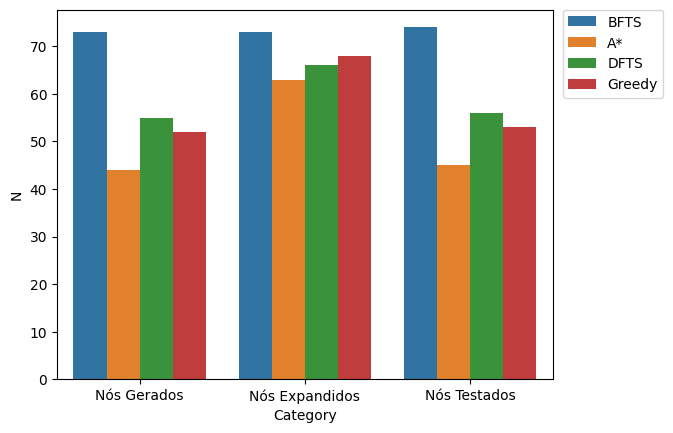 BFTS
A*
DFTS
Greedy
N
70
60
50
40
30
20
10
0
Nós Gerados
Nós Expandidos
Nós Testados
Category